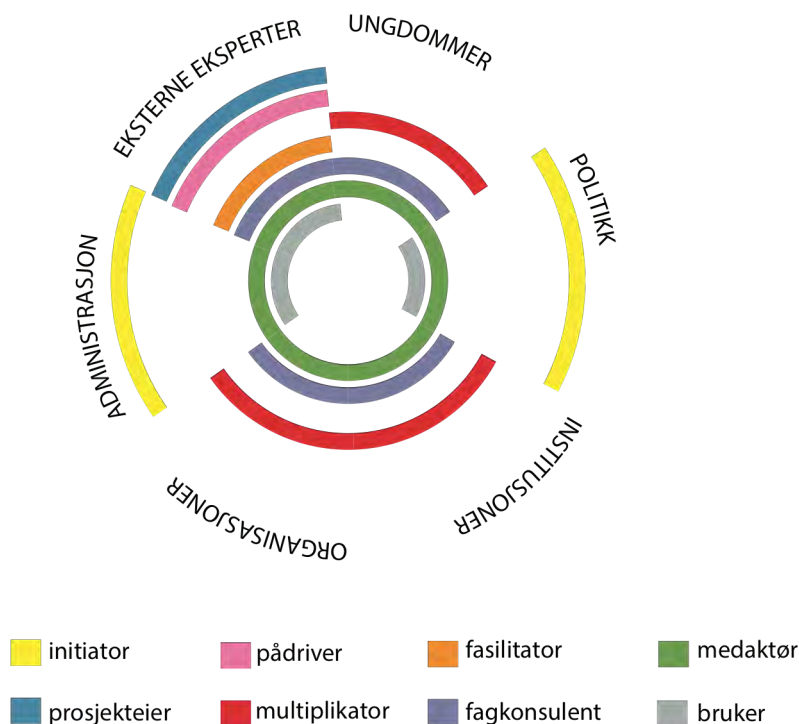 EKSTERNE EKSPERTER
UNGDOMMER
POLITIKK
ADMINISTRASJON
INSTITUSJONER
ORGANISASJONER
initiator
pådriver
fasilitator
medaktør
prosjekteier
multiplikator
fagkonsulent
bruker